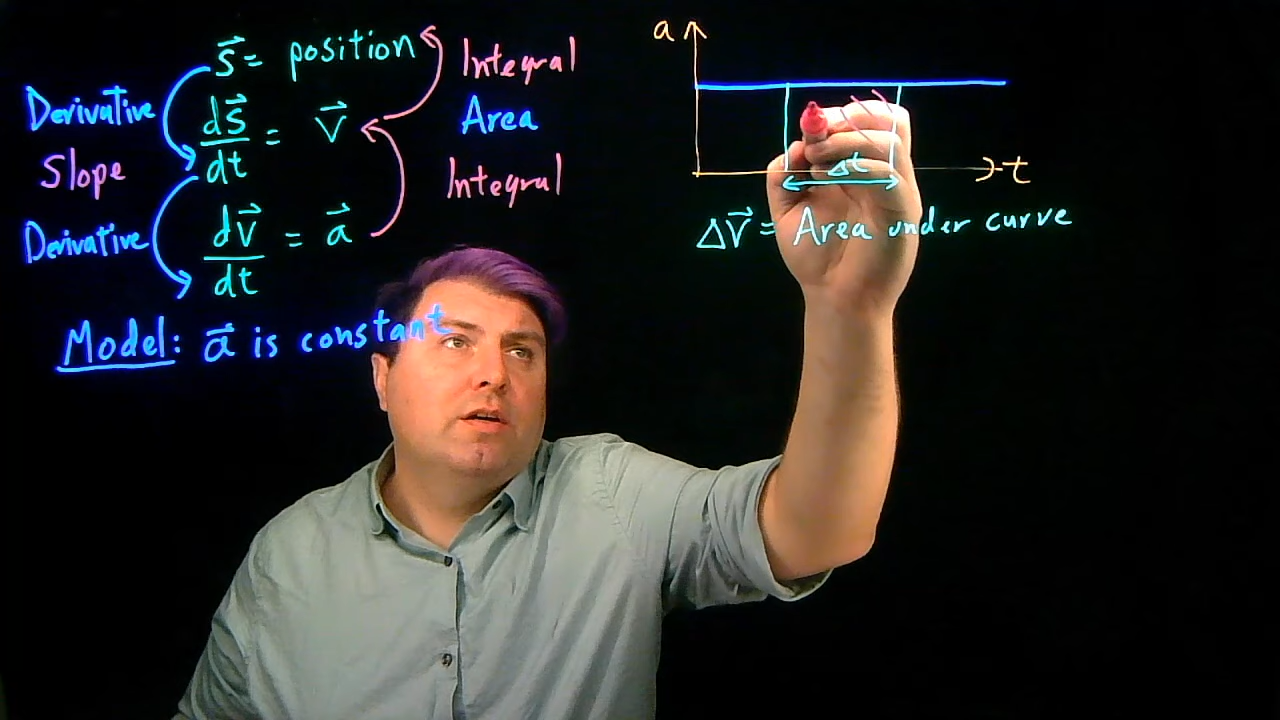 s⃗ = position
Integral
Derivative
ds⃗/dt = v⃗
Area
Slope
Integral
Derivative
dv⃗/dt = a⃗
Model: a⃗ is constant
a
t
Δt
Δv⃗ = Area under curve